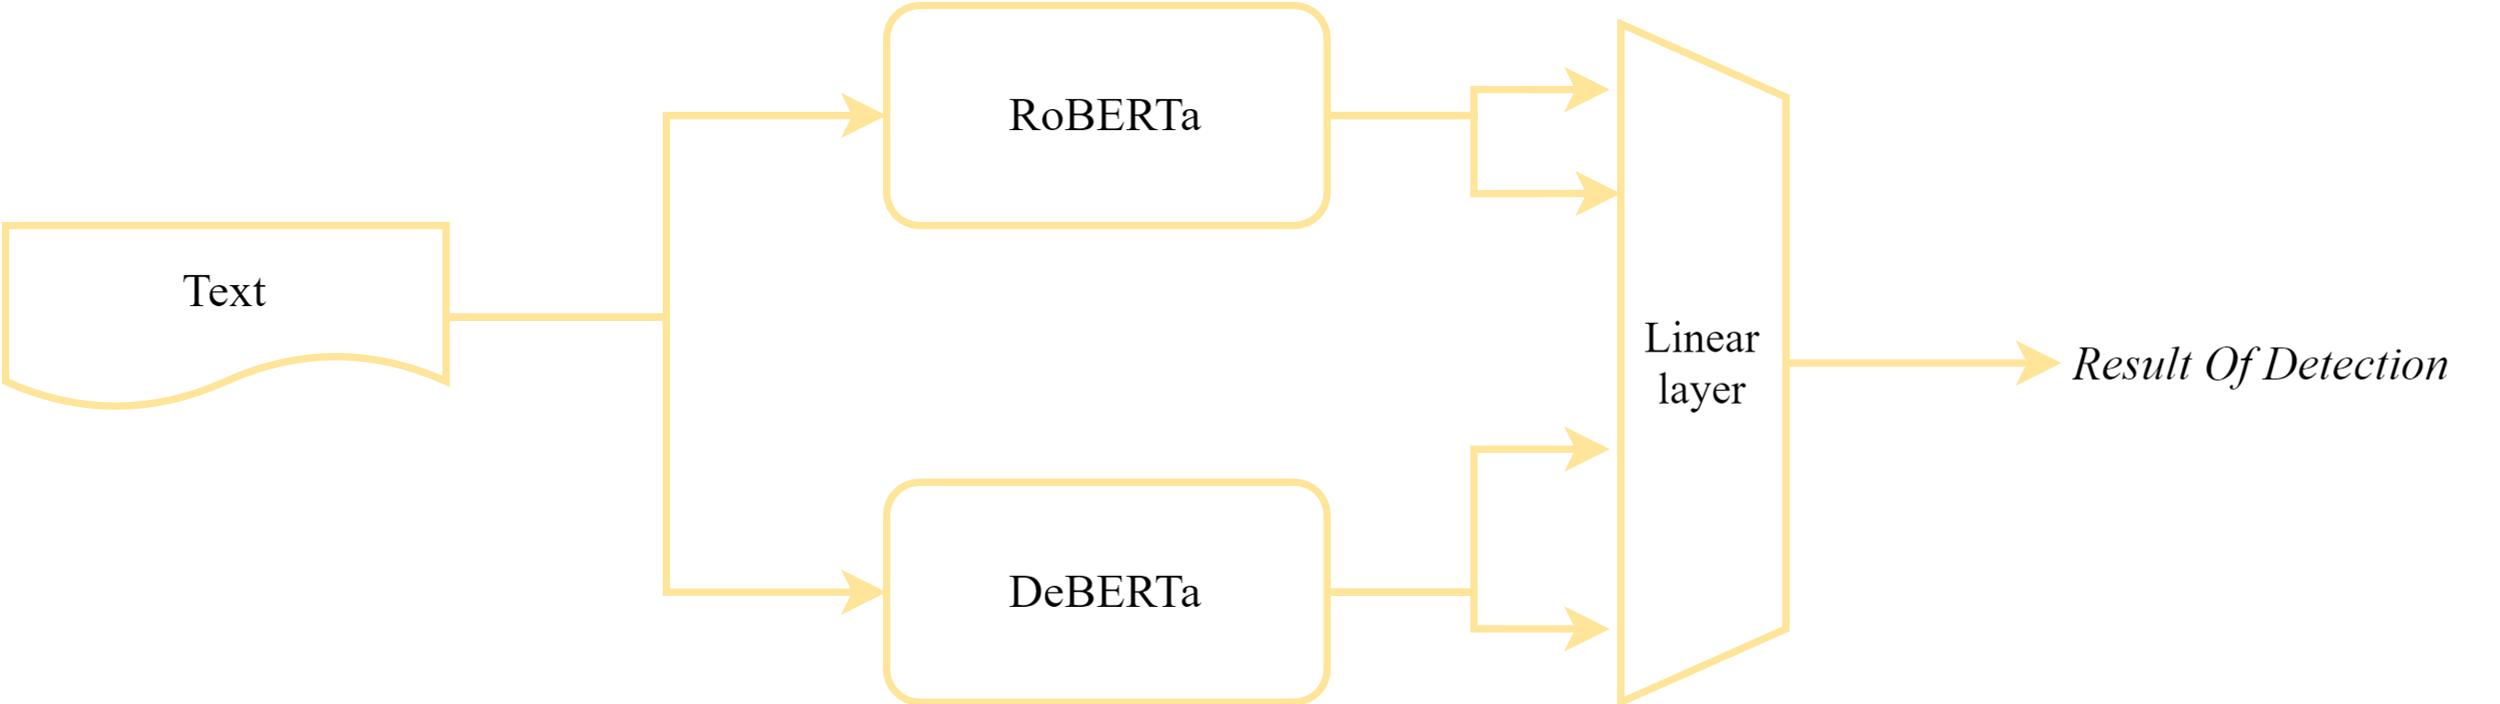 Text
RoBERTa
DeBERTa
Linear
layer
Result Of Detection